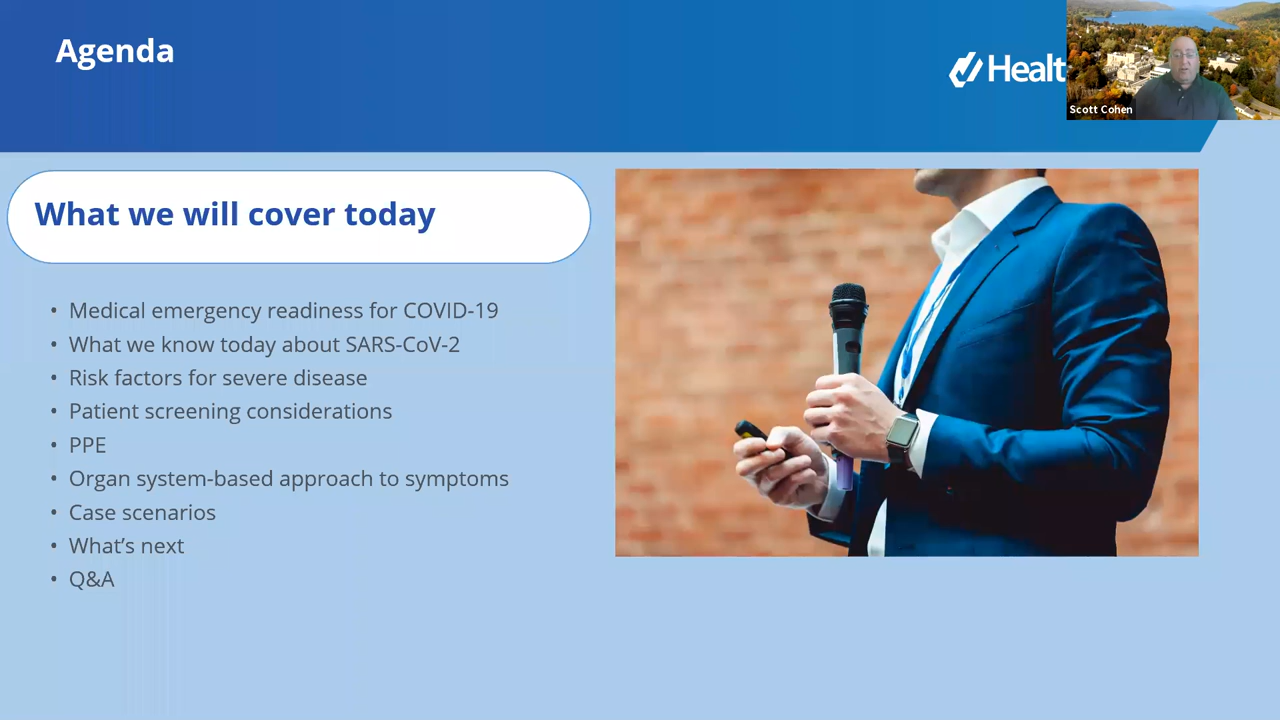 Agenda
Healt
Scott Cohen
What we will cover today
• Medical emergency readiness for COVID-19
• What we know today about SARS-CoV-2
• Risk factors for severe disease
• Patient screening considerations
• PPE
• Organ system-based approach to symptoms
• Case scenarios
• What’s next
• Q&A